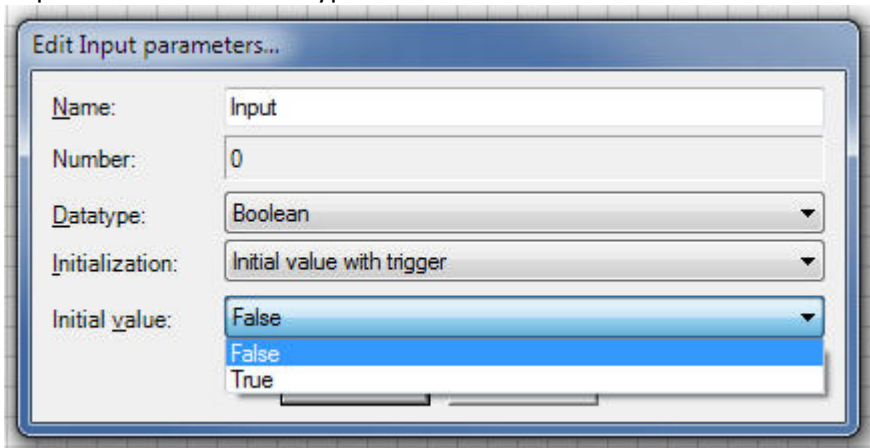 Edit Input parameters...
Name: Input
Number: 0
Datatype: Boolean
Initialization: Initial value with trigger
Initial value: False
False
True